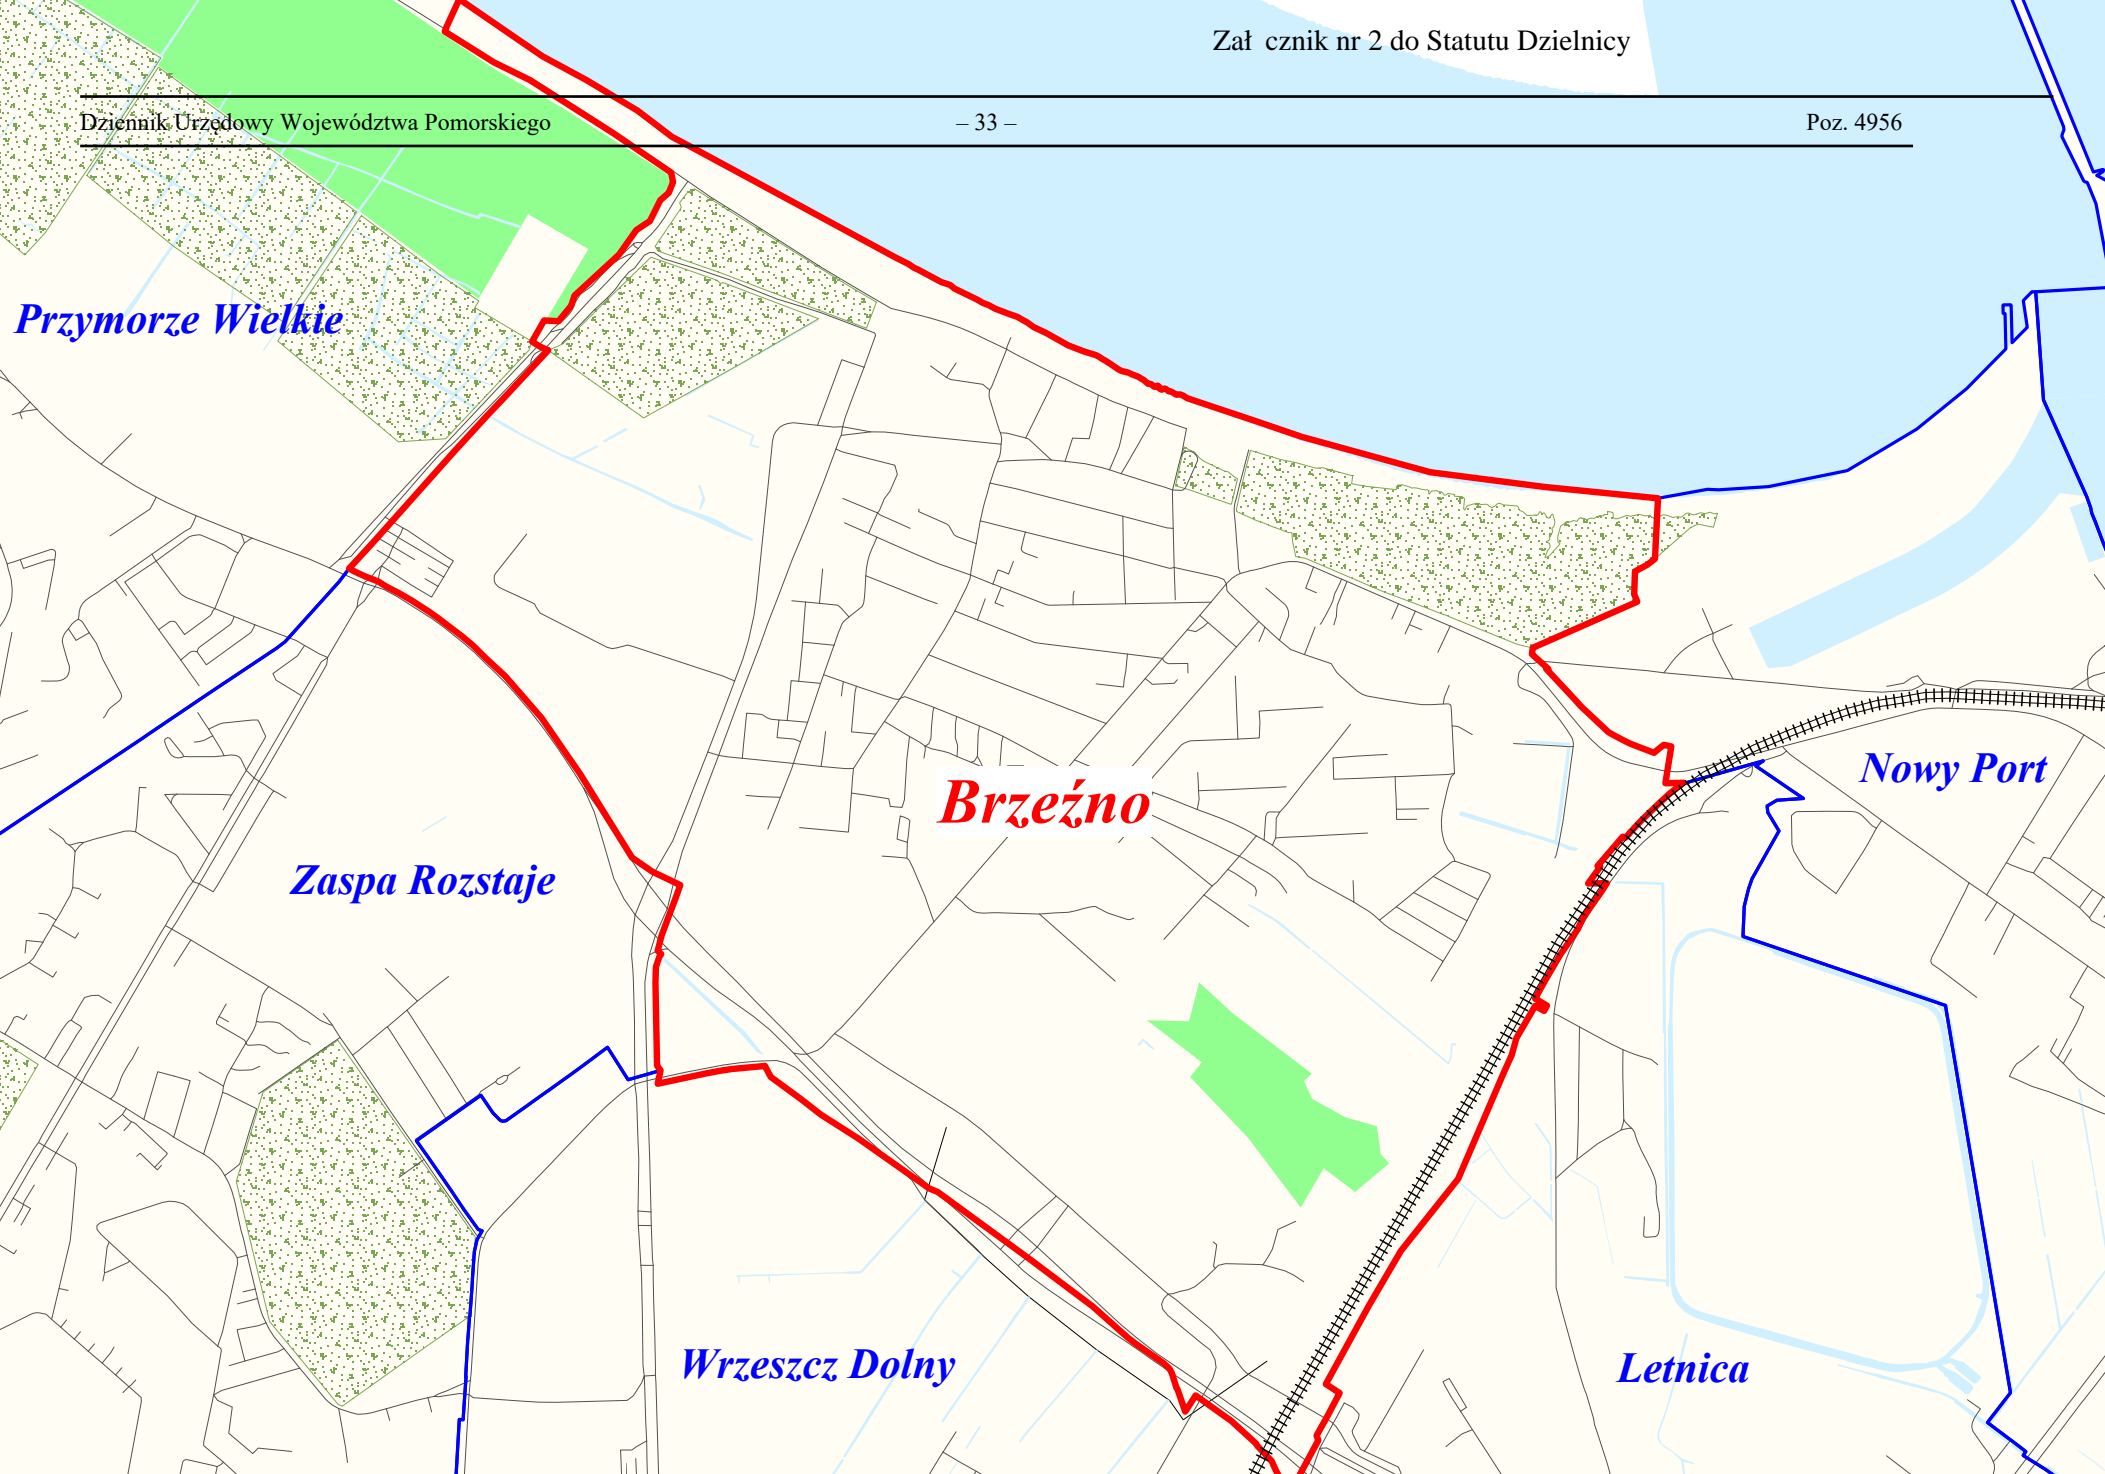 Zał cznik nr 2 do Statutu Dzielnicy
Dziennik Urzędowy Województwa Pomorskiego – 33 – Poz. 4956
Przymorze Wielkie
Nowy Port
Brzeźno
Zaspa Rozstaje
Wrzeszcz Dolny
Letnica